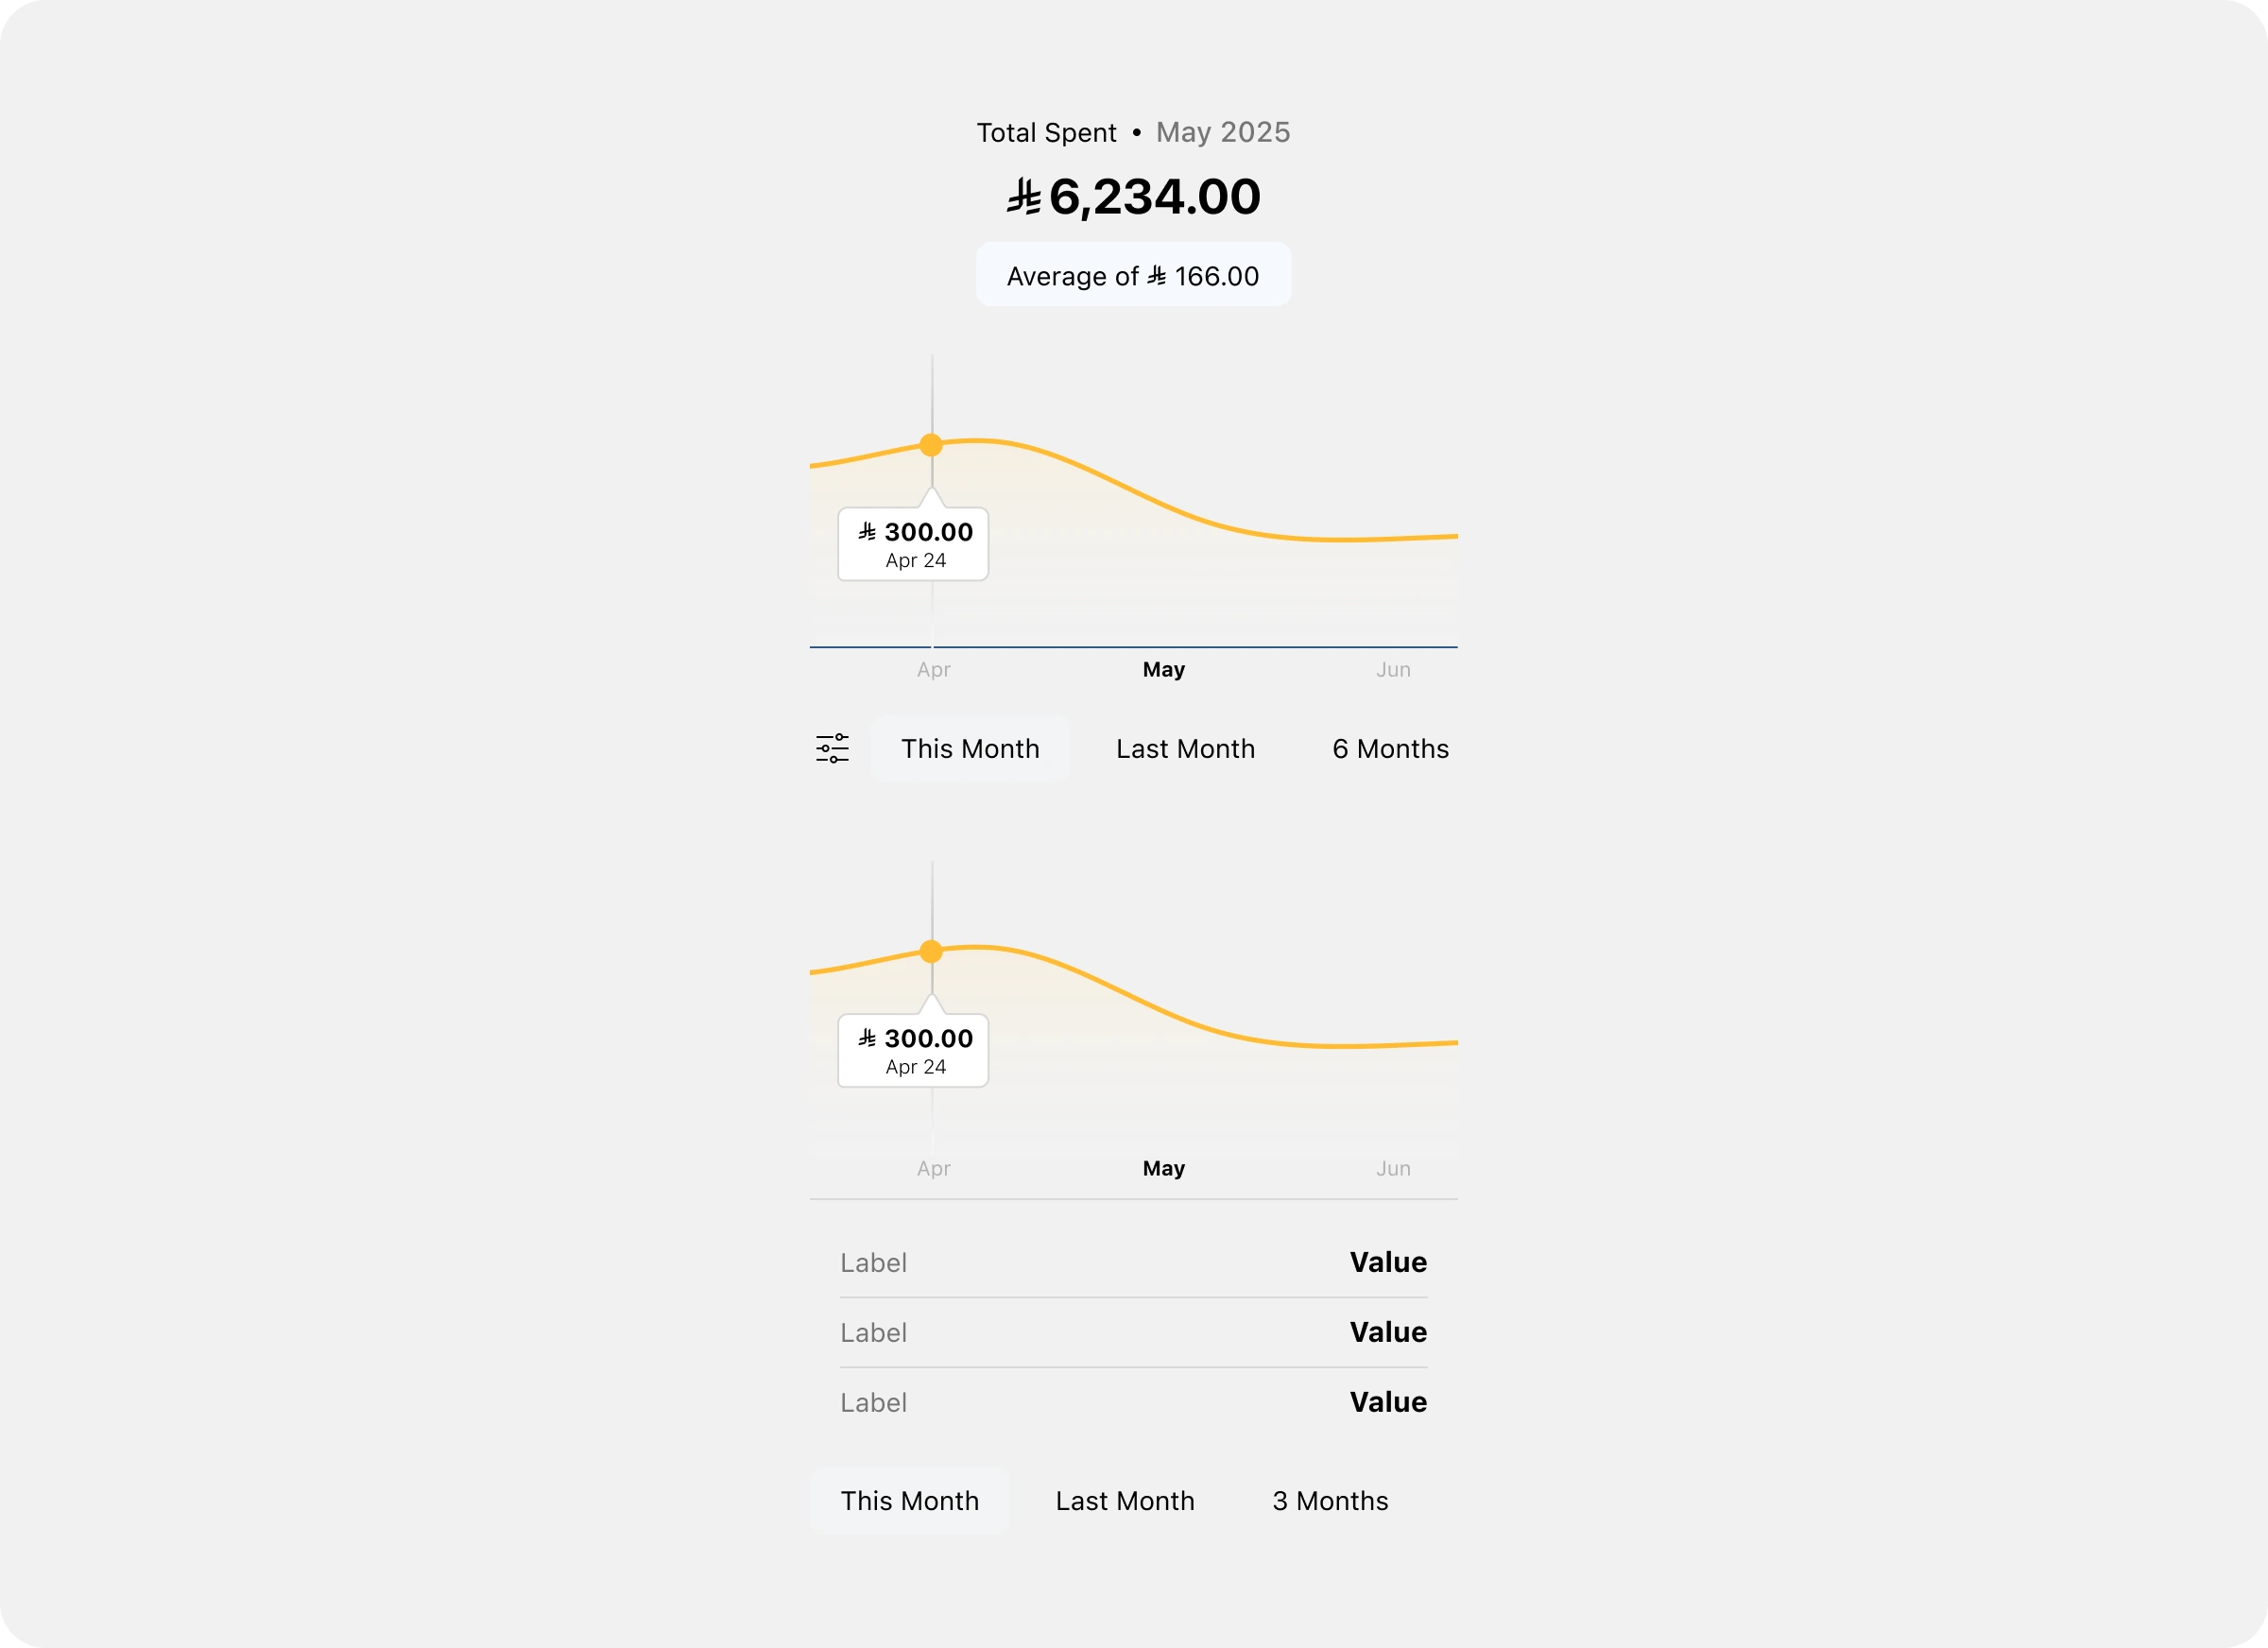 Total Spent • May 2025
⃁ 6,234.00
Average of ⃁ 166.00
⃁ 300.00
Apr 24
Apr May Jun
This Month Last Month 6 Months
⃁ 300.00
Apr 24
Apr May Jun
Label Value
Label Value
Label Value
This Month Last Month 3 Months